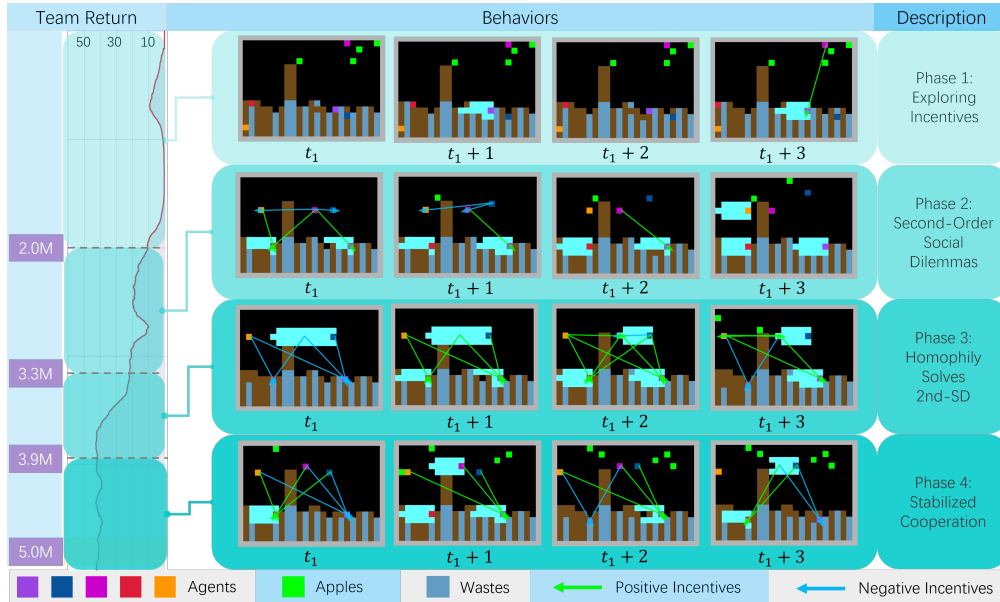 Team Return
Behaviors
Description
50 30 10
t₁
t₁ + 1
t₁ + 2
t₁ + 3
Phase 1:
Exploring
Incentives
2.0M
t₁
t₁ + 1
t₁ + 2
t₁ + 3
Phase 2:
Second-Order
Social
Dilemmas
3.3M
t₁
t₁ + 1
t₁ + 2
t₁ + 3
Phase 3:
Homophily
Solves
2nd-SD
3.9M
t₁
t₁ + 1
t₁ + 2
t₁ + 3
Phase 4:
Stabilized
Cooperation
5.0M
Agents
Apples
Wastes
Positive Incentives
Negative Incentives